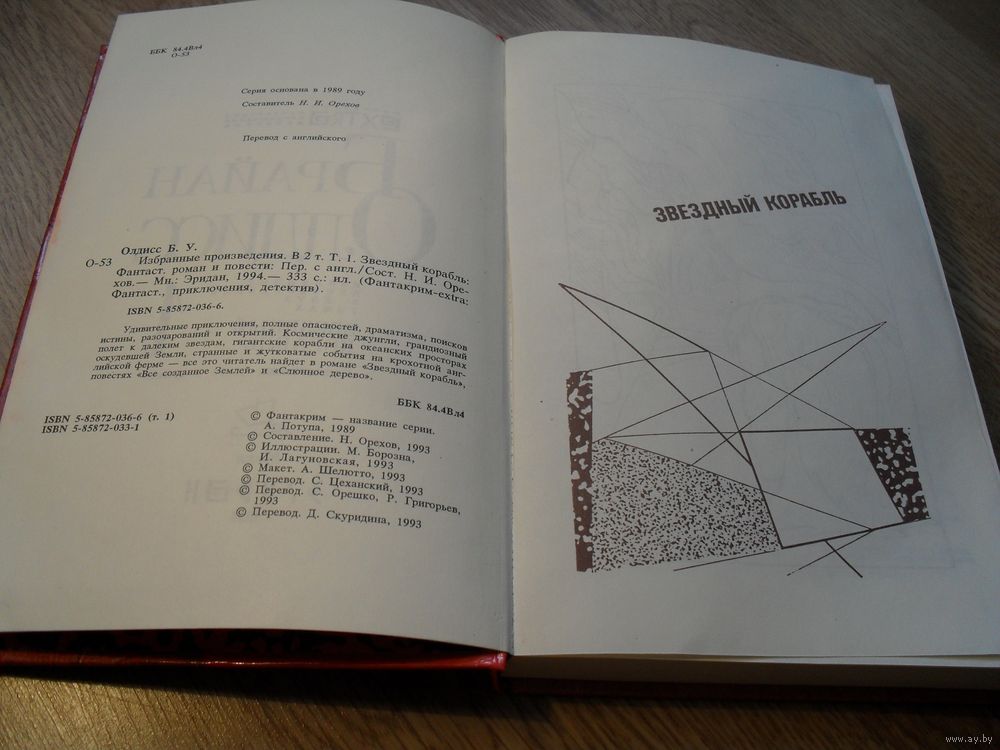 ББК 84.4Вл4
О-53
Серия основана в 1989 году
Составитель Н. И. Орехов
Перевод с английского
Олдисс Б. У.
О-53 Избранные произведения. В 2 т. Т. 1. Звездный корабль:
Фантаст. роман и повести: Пер. с англ./Сост. Н. И. Оре-
хов.— Мн.: Эридан, 1994.— 333 с.: ил. (Фантакрим-extra:
Фантаст., приключения, детектив).
ISBN 5-85872-036-6.
Удивительные приключения, полные опасностей, драматизма, поисков
истины, разочарований и открытий. Космические джунгли, грандиозный
полет к далеким звездам, гигантские корабли на океанских просторах
оскудевшей Земли, странные и жутковатые события на крохотной анг-
лийской ферме — все это читатель найдет в романе «Звездный корабль»,
повестях «Все созданное Землей» и «Слюнное дерево».
ББК 84.4Вл4
ISBN 5-85872-036-6 (т. 1)
ISBN 5-85872-033-1
© Фантакрим — название серии.
А. Потупа, 1989
© Составление. Н. Орехов, 1993
© Иллюстрации. М. Борозна,
И. Лагуновская, 1993
© Макет. А. Шелютто, 1993
© Перевод. С. Цеханский, 1993
© Перевод. С. Орешко, Р. Григорьев,
1993
© Перевод. Д. Скуридина, 1993
ЗВЕЗДНЫЙ КОРАБЛЬ
www.ay.by